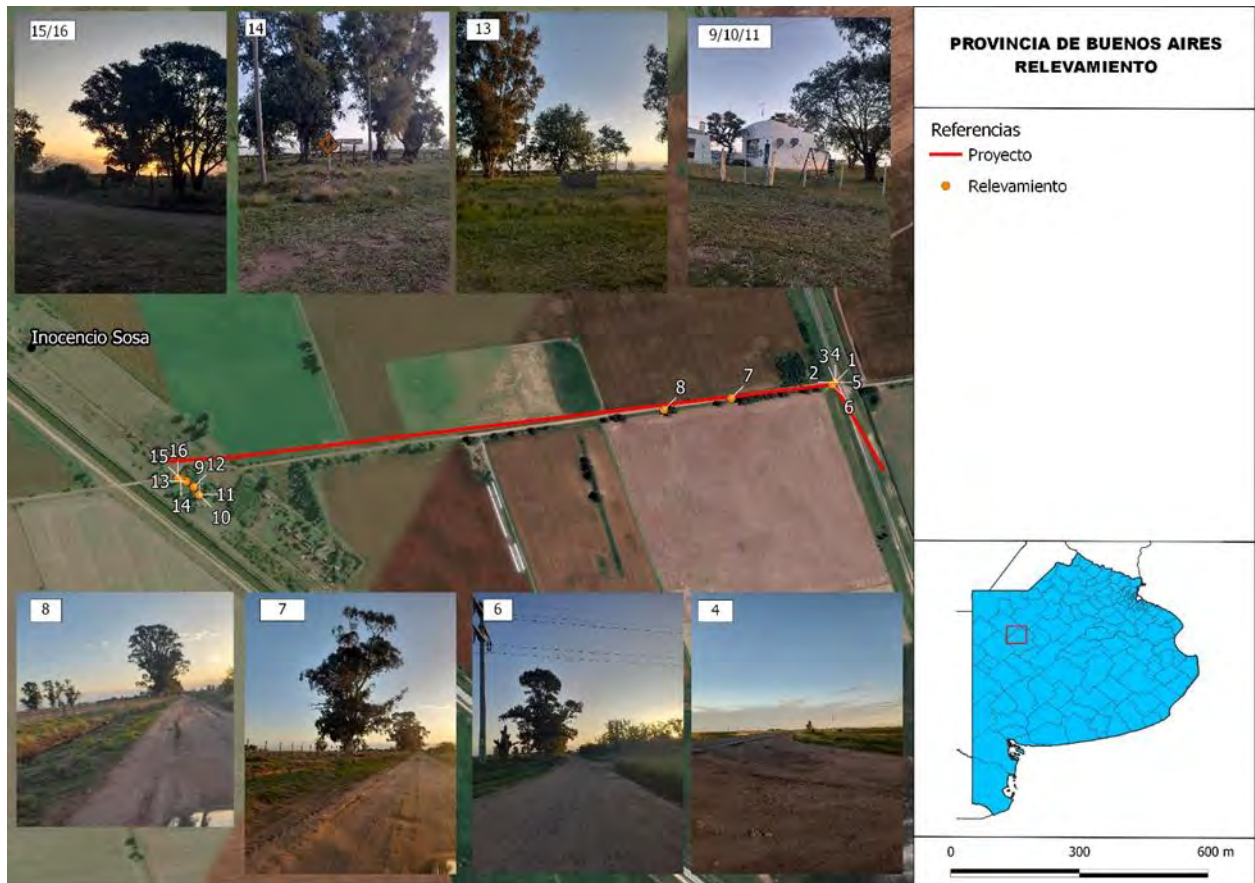 15/16
14
13
9/10/11
PROVINCIA DE BUENOS AIRES
RELEVAMIENTO
Referencias
Proyecto
Relevamiento
Inocencio Sosa
3 4 1
2 5
6
7
8
15 16
9 12
13
14
11
10
8
7
6
4
0 300 600 m